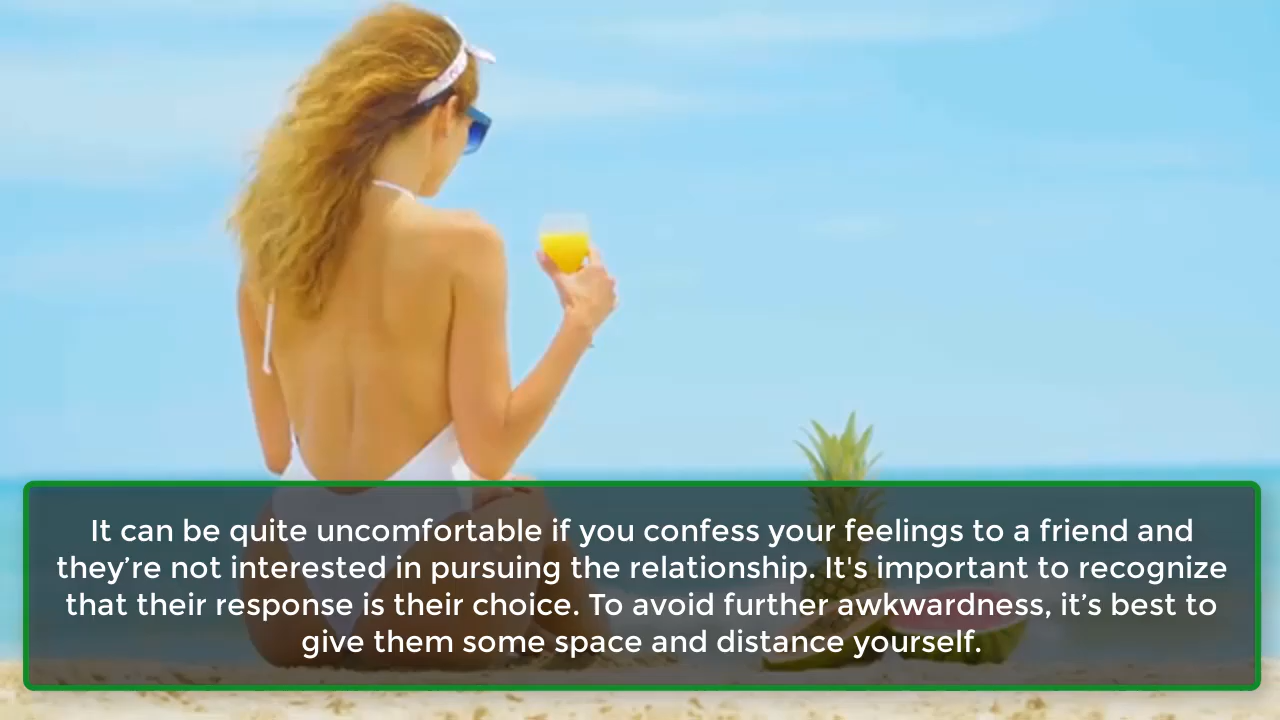 It can be quite uncomfortable if you confess your feelings to a friend and
they’re not interested in pursuing the relationship. It's important to recognize
that their response is their choice. To avoid further awkwardness, it’s best to
give them some space and distance yourself.